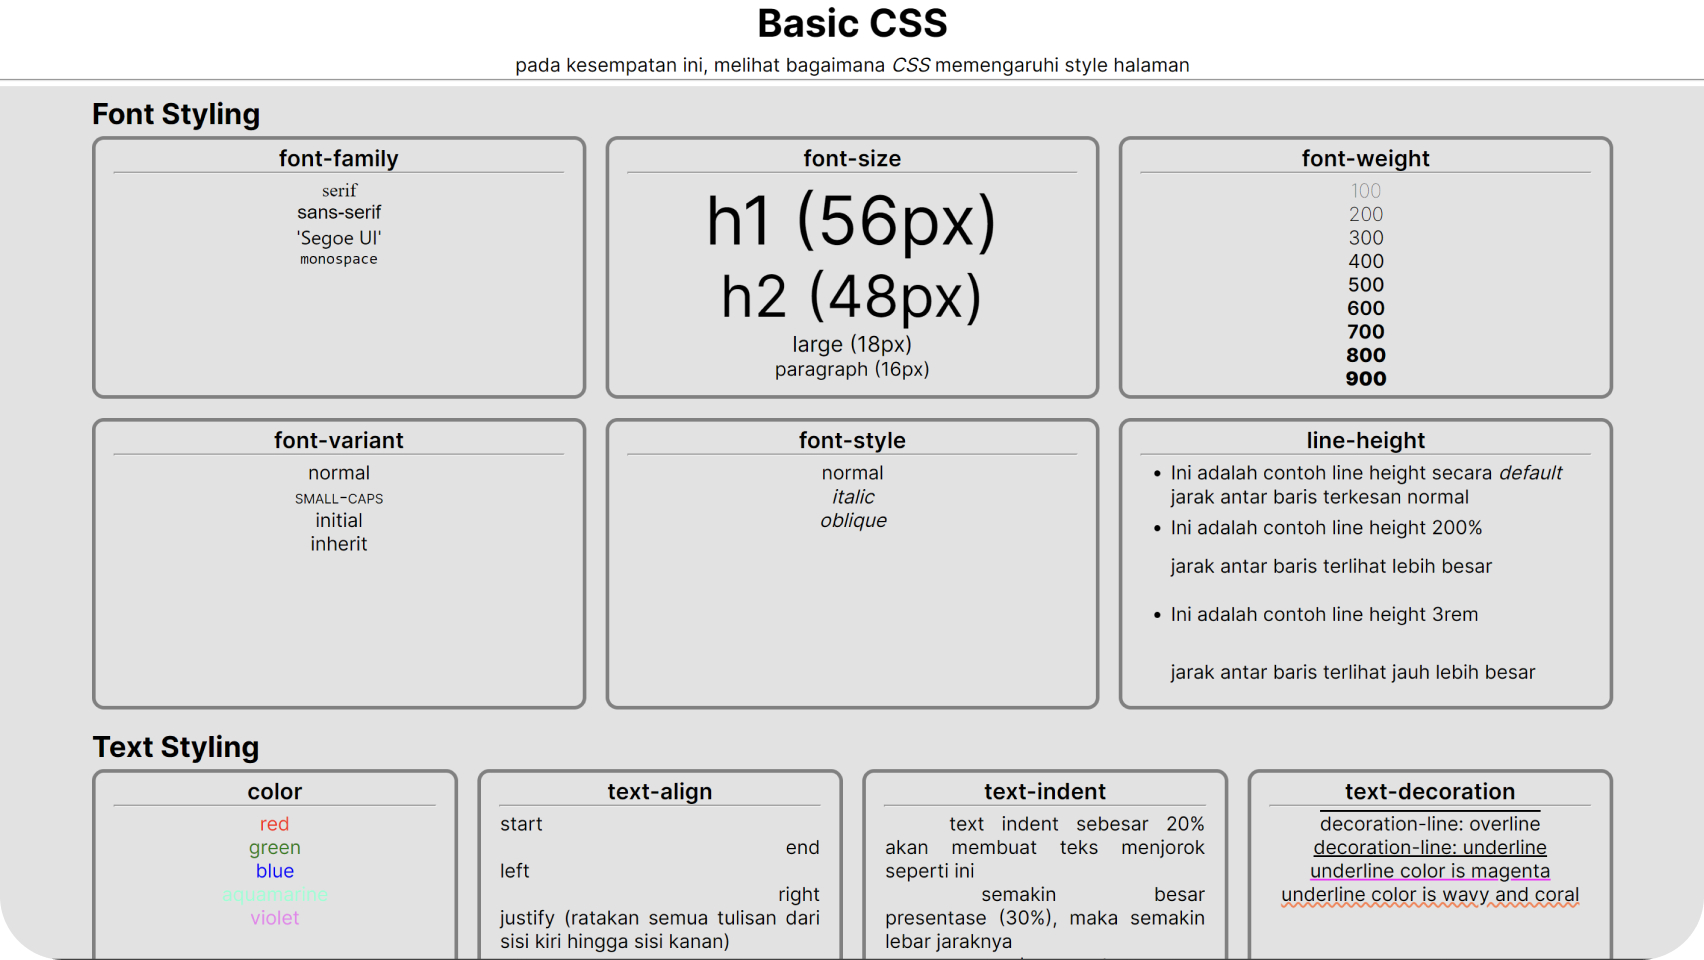 Basic CSS
pada kesempatan ini, melihat bagaimana CSS memengaruhi style halaman
Font Styling
font-family
serif
sans-serif
'Segoe UI'
monospace
font-size
h1 (56px)
h2 (48px)
large (18px)
paragraph (16px)
font-weight
100
200
300
400
500
600
700
800
900
font-variant
normal
SMALL-CAPS
initial
inherit
font-style
normal
italic
oblique
line-height
• Ini adalah contoh line height secara default
jarak antar baris terkesan normal
• Ini adalah contoh line height 200%
jarak antar baris terlihat lebih besar
• Ini adalah contoh line height 3rem
jarak antar baris terlihat jauh lebih besar
Text Styling
color
red
green
blue
aquamarine
violet
text-align
start
end
left
right
justify (ratakan semua tulisan dari
sisi kiri hingga sisi kanan)
text-indent
text indent sebesar 20%
akan membuat teks menjorok
seperti ini
semakin besar
presentase (30%), maka semakin
lebar jaraknya
text-decoration
decoration-line: overline
decoration-line: underline
underline color is magenta
underline color is wavy and coral